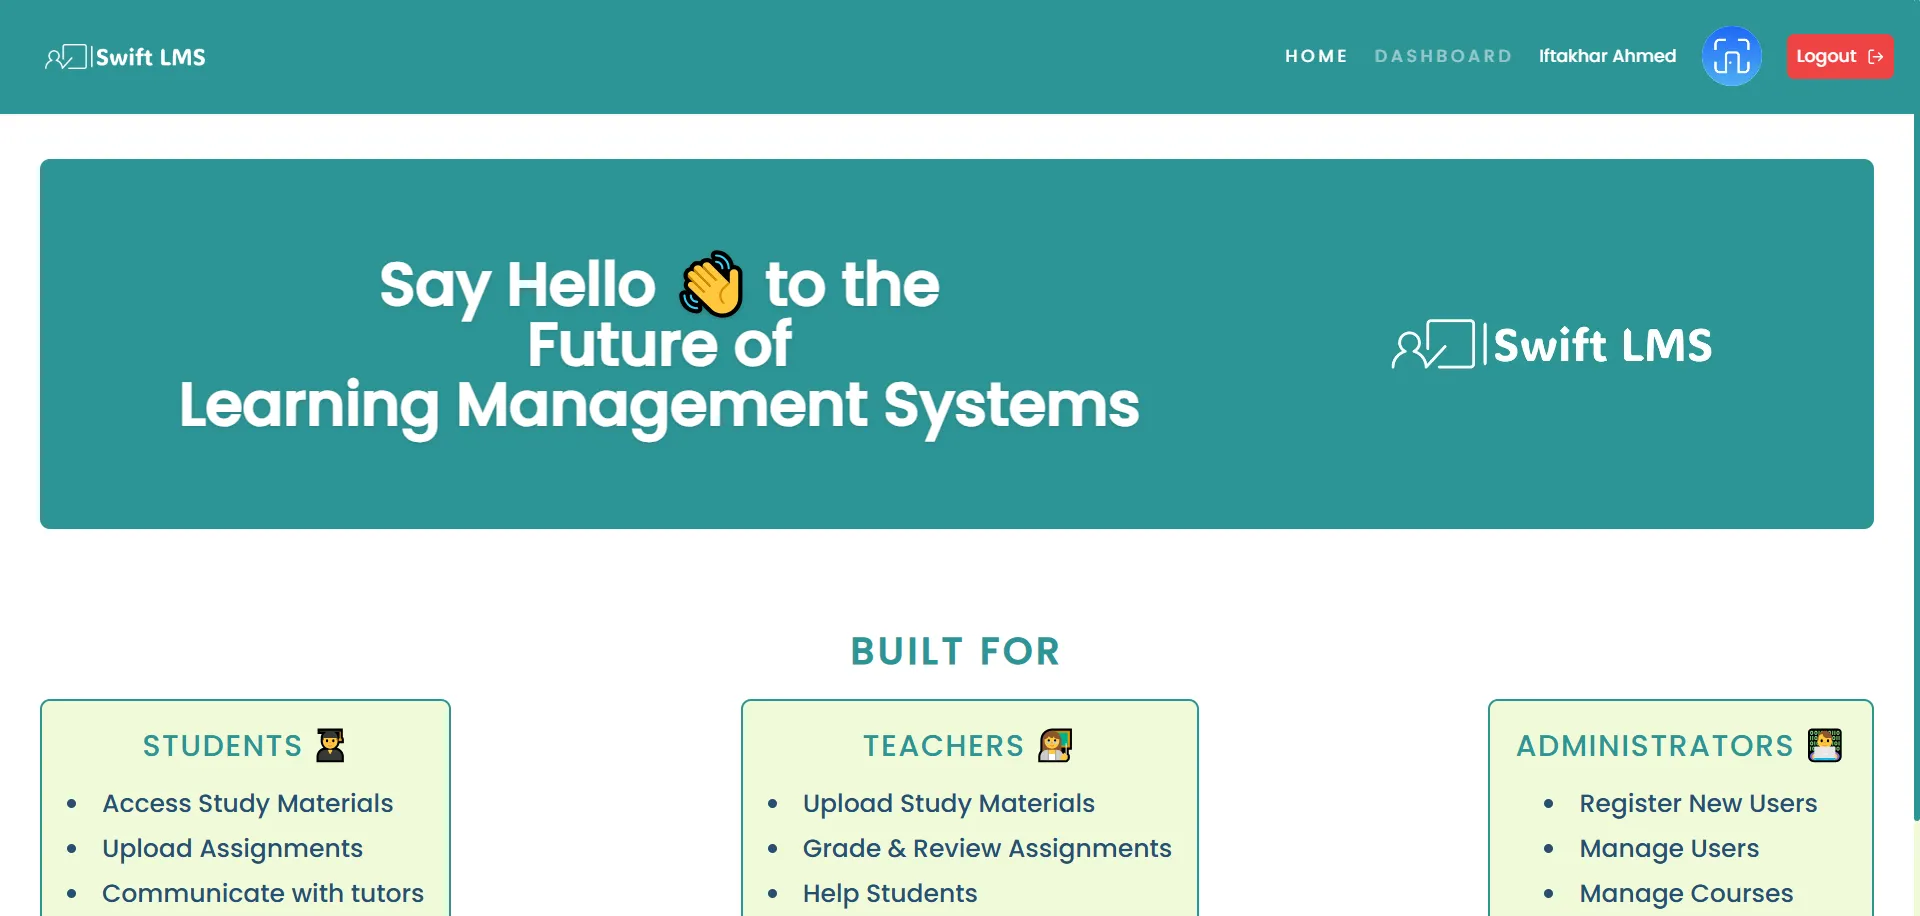 Swift LMS
HOME DASHBOARD Iftakhar Ahmed Logout
Say Hello 👋 to the
Future of
Learning Management Systems
Swift LMS
BUILT FOR
STUDENTS
Access Study Materials
Upload Assignments
Communicate with tutors
TEACHERS
Upload Study Materials
Grade & Review Assignments
Help Students
ADMINISTRATORS
Register New Users
Manage Users
Manage Courses